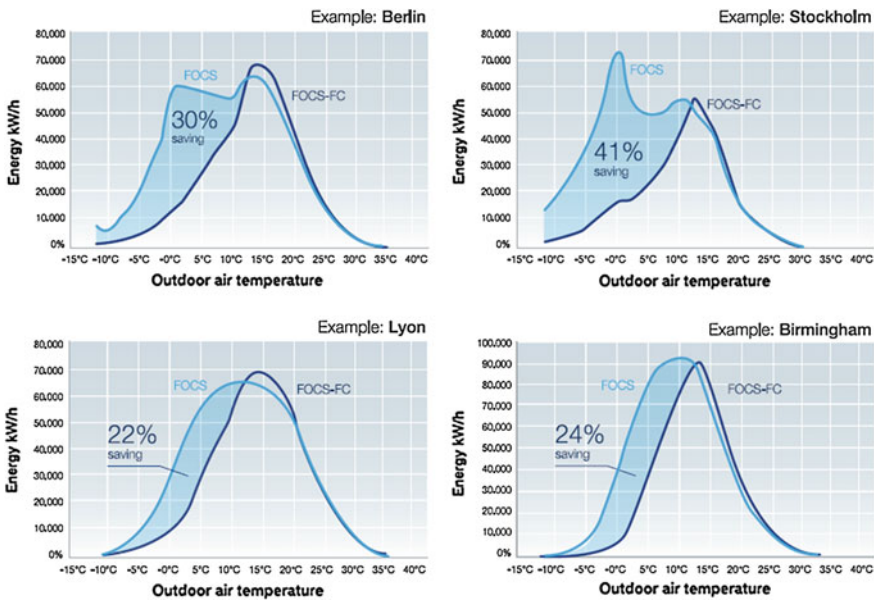 Example: Berlin
80,000
70,000
60,000
50,000
40,000
30,000
20,000
10,000
0%
Energy kW/h
FOCS
FOCS-FC
30%
saving
-15°C -10°C -5°C -0°C 5°C 10°C 15°C 20°C 25°C 30°C 35°C 40°C
Outdoor air temperature
Example: Stockholm
80,000
70,000
60,000
50,000
40,000
30,000
20,000
10,000
0%
Energy kW/h
FOCS
FOCS-FC
41%
saving
-15°C -10°C -5°C -0°C 5°C 10°C 15°C 20°C 25°C 30°C 35°C 40°C
Outdoor air temperature
Example: Lyon
80,000
70,000
60,000
50,000
40,000
30,000
20,000
10,000
0%
Energy kW/h
FOCS
FOCS-FC
22%
saving
-15°C -10°C -5°C -0°C 5°C 10°C 15°C 20°C 25°C 30°C 35°C 40°C
Outdoor air temperature
Example: Birmingham
100,000
90,000
80,000
70,000
60,000
50,000
40,000
30,000
20,000
10,000
0%
Energy kW/h
FOCS
FOCS-FC
24%
saving
-15°C -10°C -5°C -0°C 5°C 10°C 15°C 20°C 25°C 30°C 35°C 40°C
Outdoor air temperature